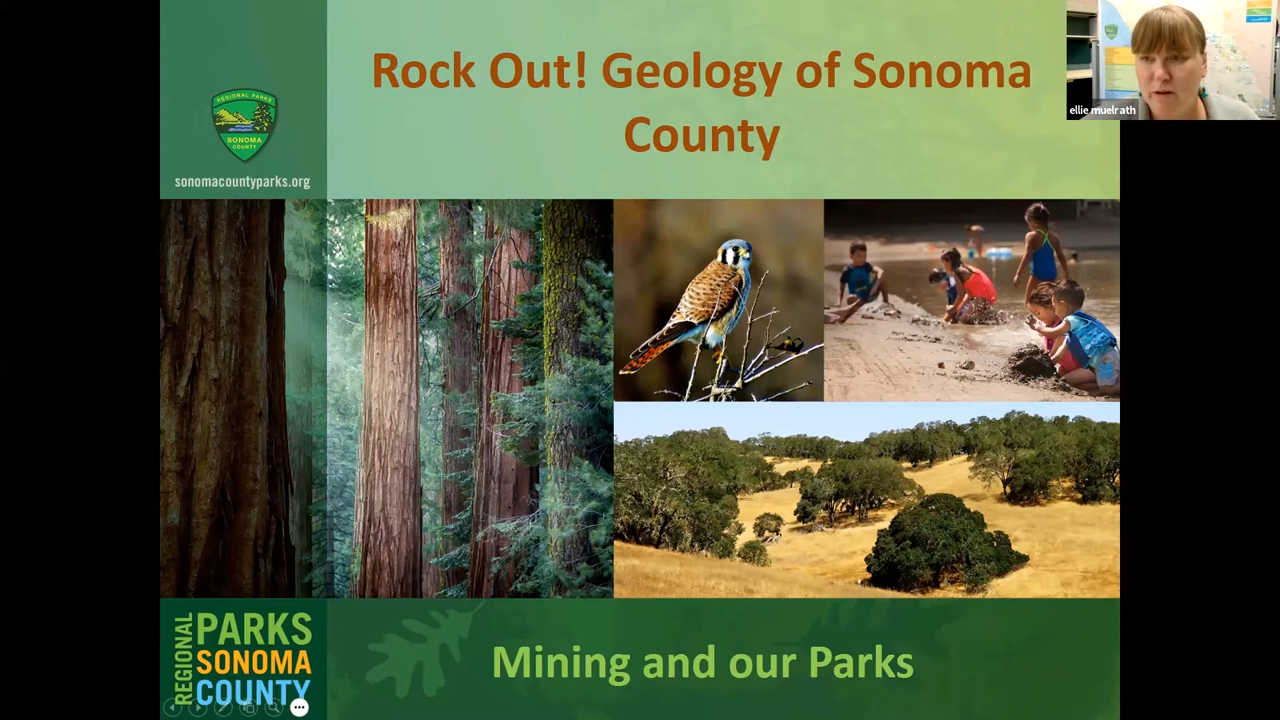 Rock Out! Geology of Sonoma
County
ellie muelrath
REGIONAL PARKS
SONOMA
COUNTY
sonomacountyparks.org
REGIONAL
PARKS
SONOMA
COUNTY
Mining and our Parks